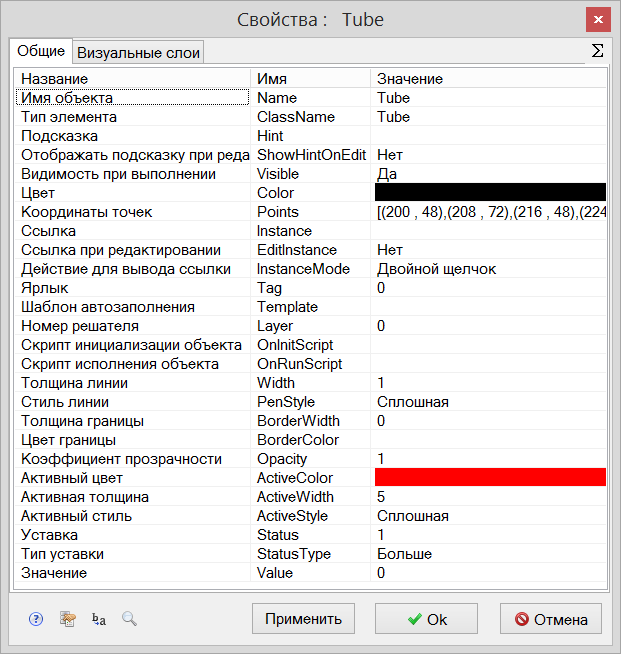 Свойства :   Tube
Общие Визуальные слои Σ
Название Имя Значение
Имя объекта Name Tube
Тип элемента ClassName Tube
Подсказка Hint
Отображать подсказку при реда ShowHintOnEdit Нет
Видимость при выполнении Visible Да
Цвет Color
Координаты точек Points [(200 , 48),(208 , 72),(216 , 48),(224
Ссылка Instance
Ссылка при редактировании EditInstance Нет
Действие для вывода ссылки InstanceMode Двойной щелчок
Ярлык Tag 0
Шаблон автозаполнения Template
Номер решателя Layer 0
Скрипт инициализации объекта OnInitScript
Скрипт исполнения объекта OnRunScript
Толщина линии Width 1
Стиль линии PenStyle Сплошная
Толщина границы BorderWidth 0
Цвет границы BorderColor
Коэффициент прозрачности Opacity 1
Активный цвет ActiveColor
Активная толщина ActiveWidth 5
Активный стиль ActiveStyle Сплошная
Уставка Status 1
Тип уставки StatusType Больше
Значение Value 0
? ba Применить Ok Отмена